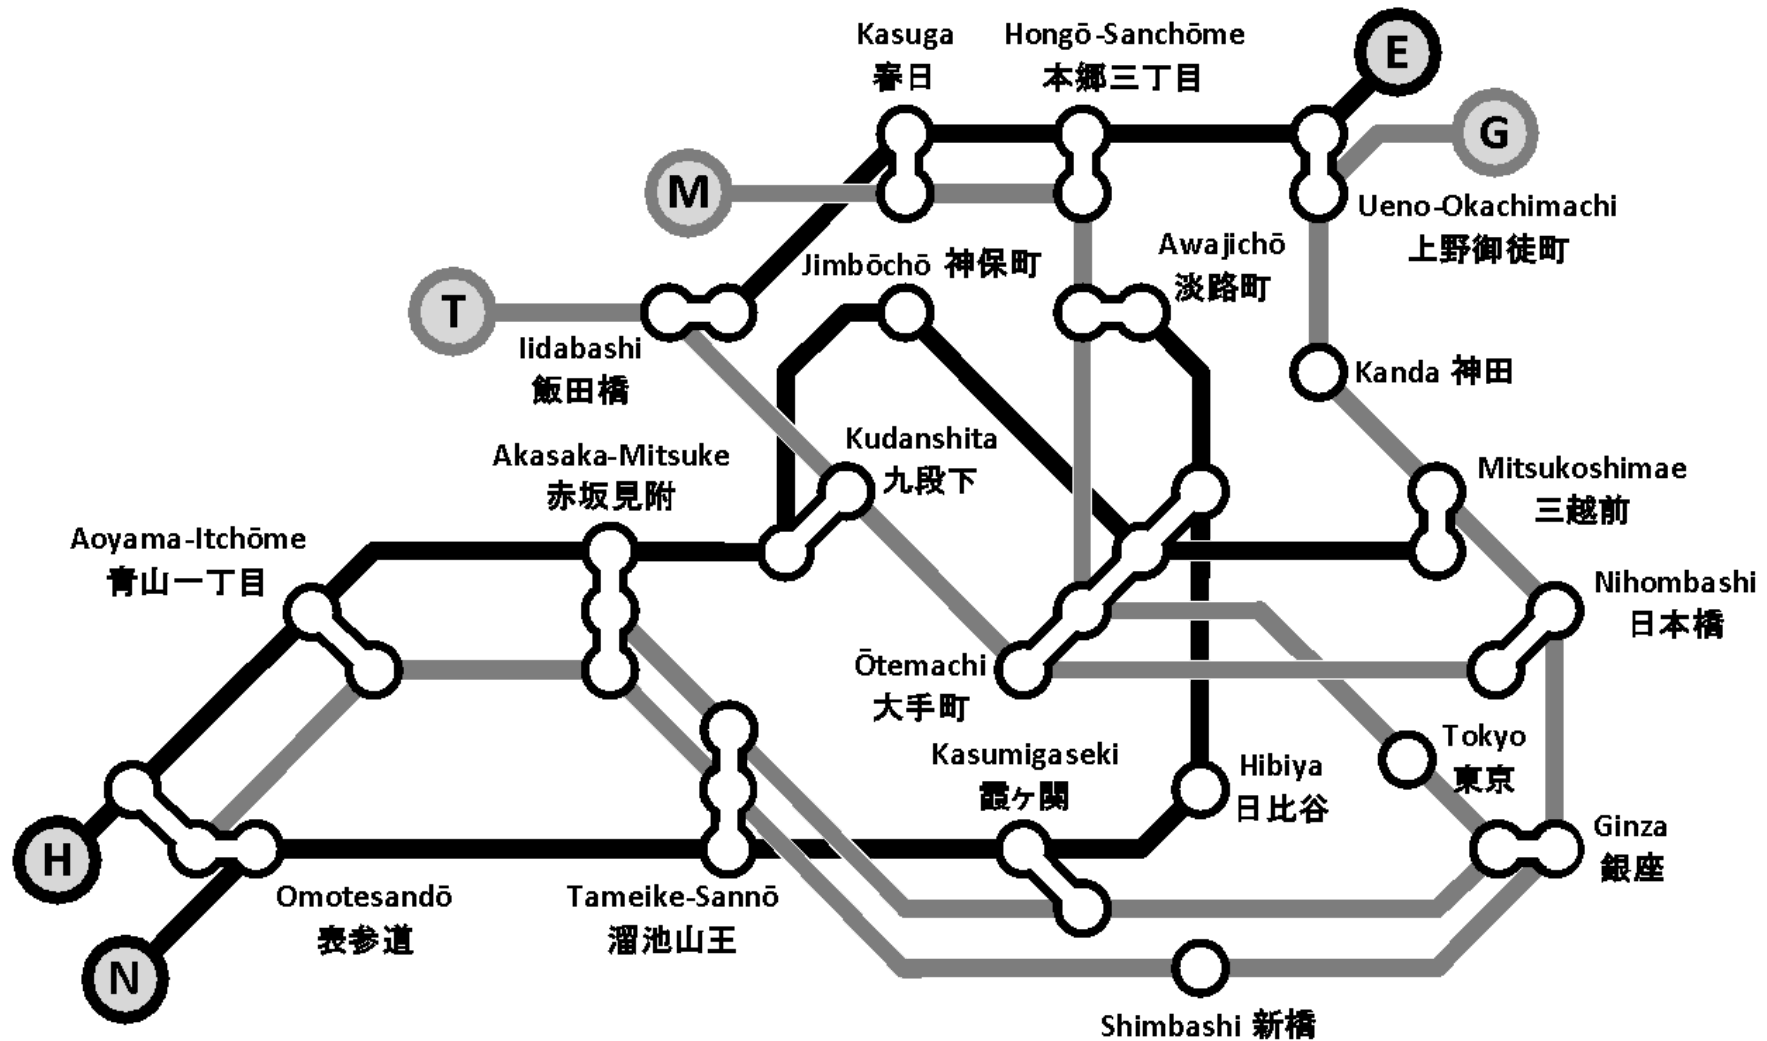 Kasuga
春日
Hongō-Sanchōme
本郷三丁目
E
G
M
Ueno-Okachimachi
上野御徒町
Jimbōchō 神保町
Awajichō
淡路町
T
Iidabashi
飯田橋
Kanda 神田
Akasaka-Mitsuke
赤坂見附
Kudanshita
九段下
Mitsukoshimae
三越前
Aoyama-Itchōme
青山一丁目
Nihombashi
日本橋
Ōtemachi
大手町
Kasumigaseki
霞ヶ関
Hibiya
日比谷
Tokyo
東京
Ginza
銀座
H
Omotesandō
表参道
Tameike-Sannō
溜池山王
N
Shimbashi 新橋